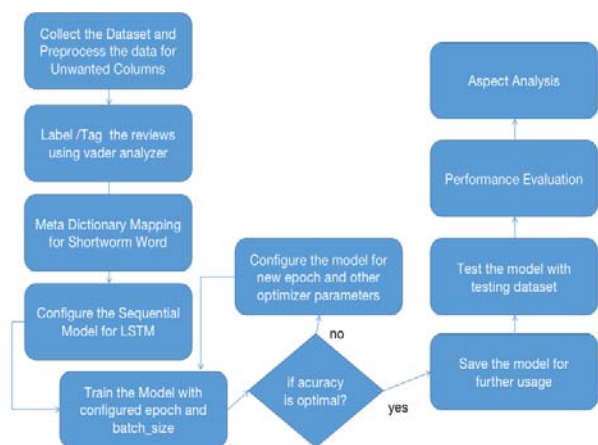 Collect the Dataset and
Preprocess the data for
Unwanted Columns
Label /Tag the reviews
using vader analyzer
Meta Dictionary Mapping
for Shortworm Word
Configure the Sequential
Model for LSTM
Train the Model with
configured epoch and
batch_size
if acuracy
is optimal?
no
Configure the model for
new epoch and other
optimizer parameters
yes
Save the model for
further usage
Test the model with
testing dataset
Performance Evaluation
Aspect Analysis